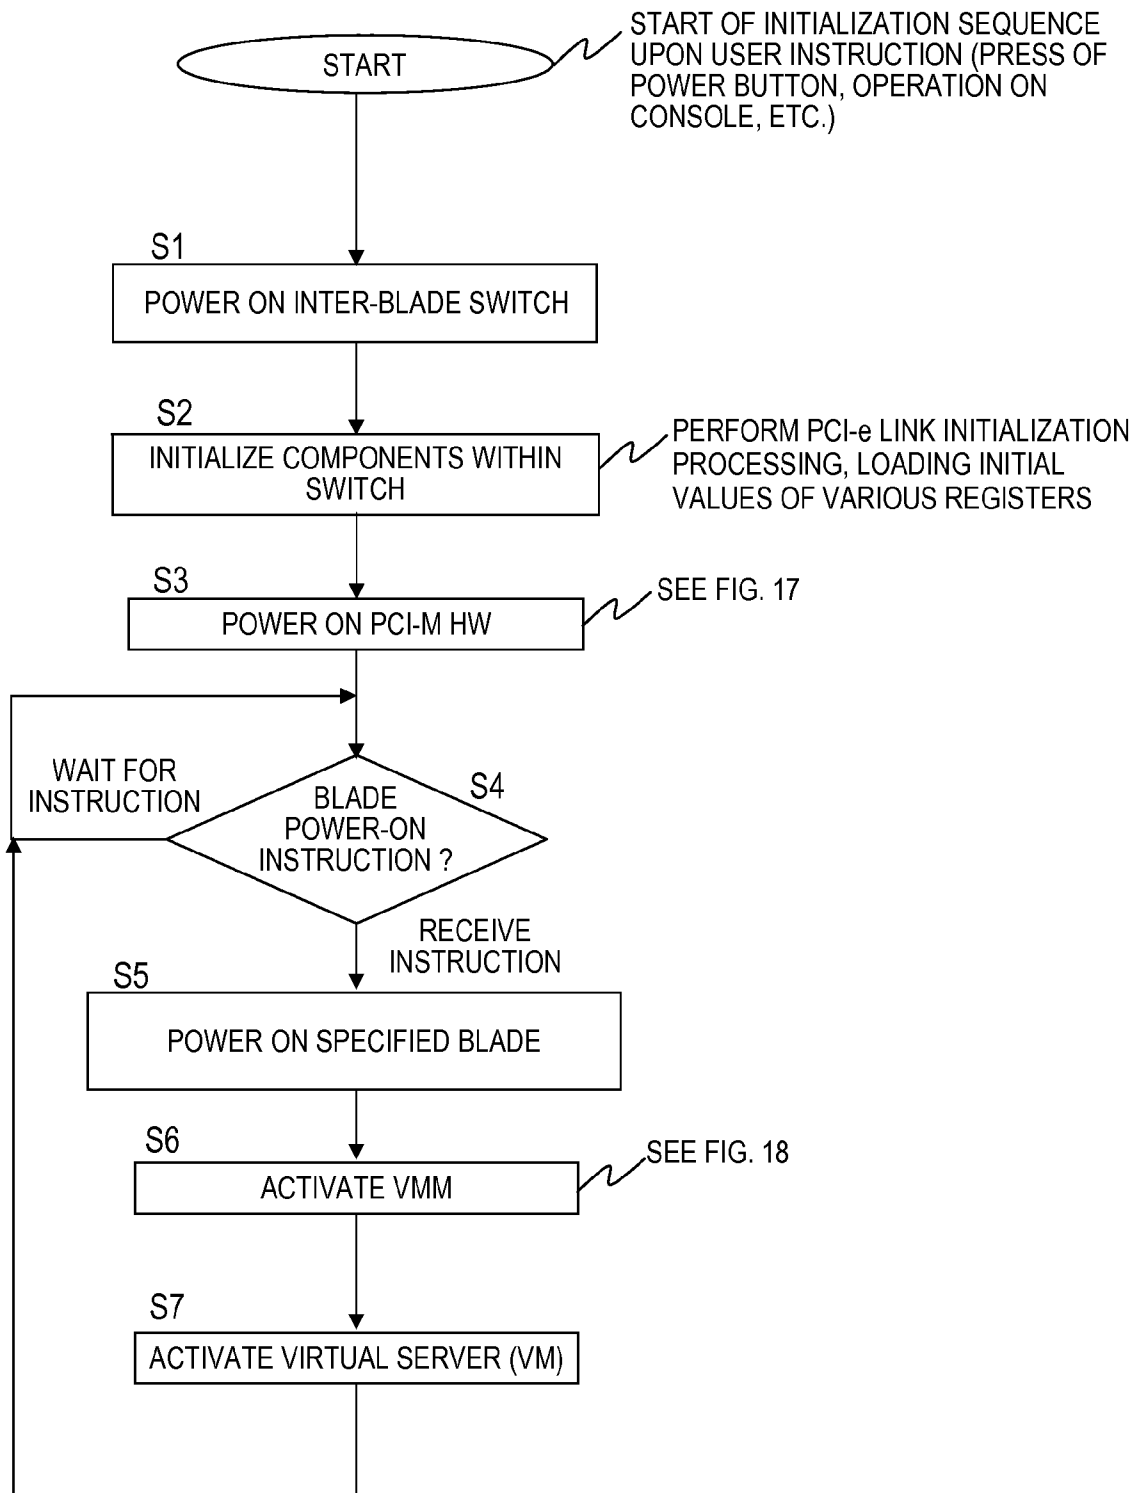 START
START OF INITIALIZATION SEQUENCE
UPON USER INSTRUCTION (PRESS OF
POWER BUTTON, OPERATION ON
CONSOLE, ETC.)
S1
POWER ON INTER-BLADE SWITCH
S2
INITIALIZE COMPONENTS WITHIN
SWITCH
PERFORM PCI-e LINK INITIALIZATION
PROCESSING, LOADING INITIAL
VALUES OF VARIOUS REGISTERS
S3
POWER ON PCI-M HW
SEE FIG. 17
WAIT FOR
INSTRUCTION
S4
BLADE
POWER-ON
INSTRUCTION ?
RECEIVE
INSTRUCTION
S5
POWER ON SPECIFIED BLADE
S6
ACTIVATE VMM
SEE FIG. 18
S7
ACTIVATE VIRTUAL SERVER (VM)